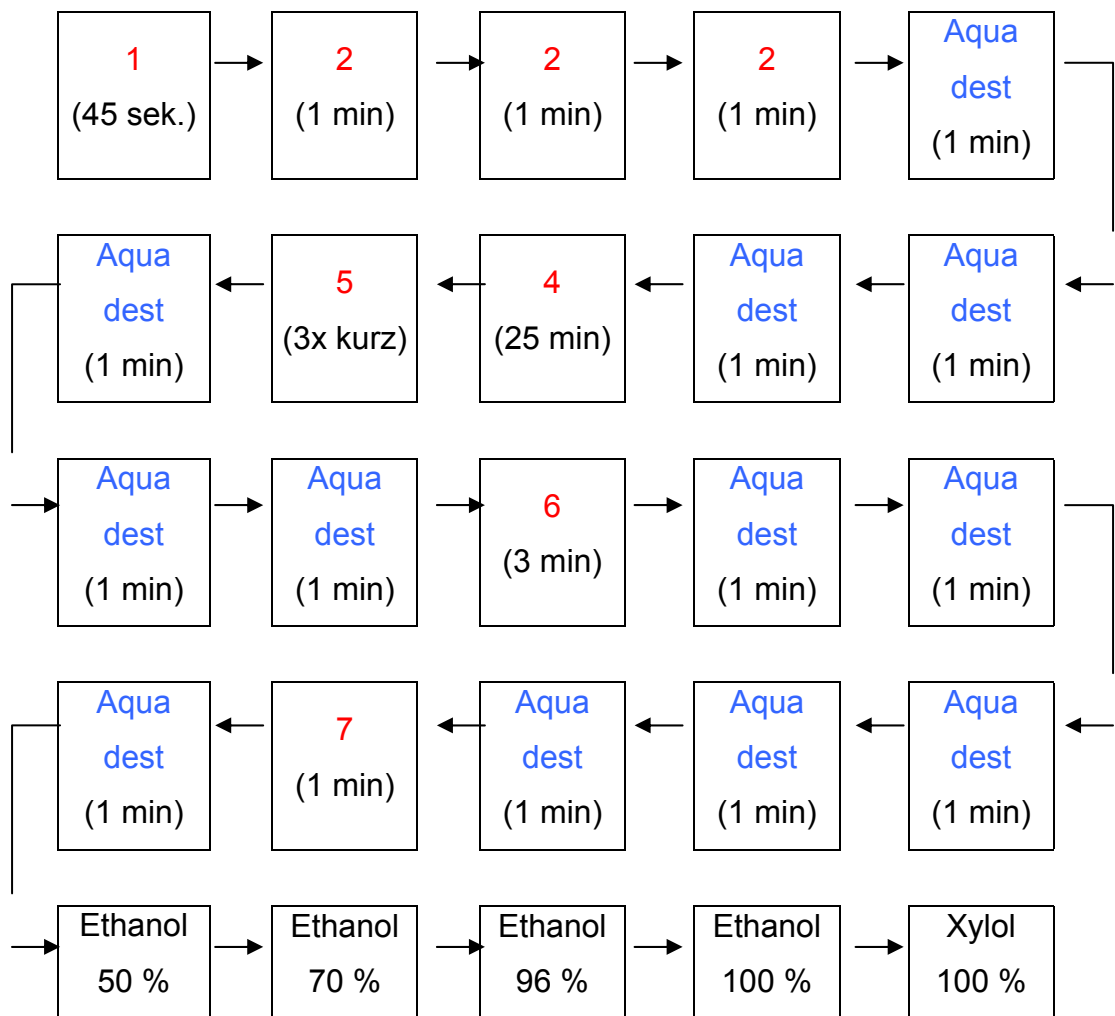 1
(45 sek.)
2
(1 min)
2
(1 min)
2
(1 min)
Aqua
dest
(1 min)
Aqua
dest
(1 min)
Aqua
dest
(1 min)
4
(25 min)
5
(3x kurz)
Aqua
dest
(1 min)
Aqua
dest
(1 min)
Aqua
dest
(1 min)
6
(3 min)
Aqua
dest
(1 min)
Aqua
dest
(1 min)
Aqua
dest
(1 min)
Aqua
dest
(1 min)
Aqua
dest
(1 min)
7
(1 min)
Aqua
dest
(1 min)
Ethanol
50 %
Ethanol
70 %
Ethanol
96 %
Ethanol
100 %
Xylol
100 %